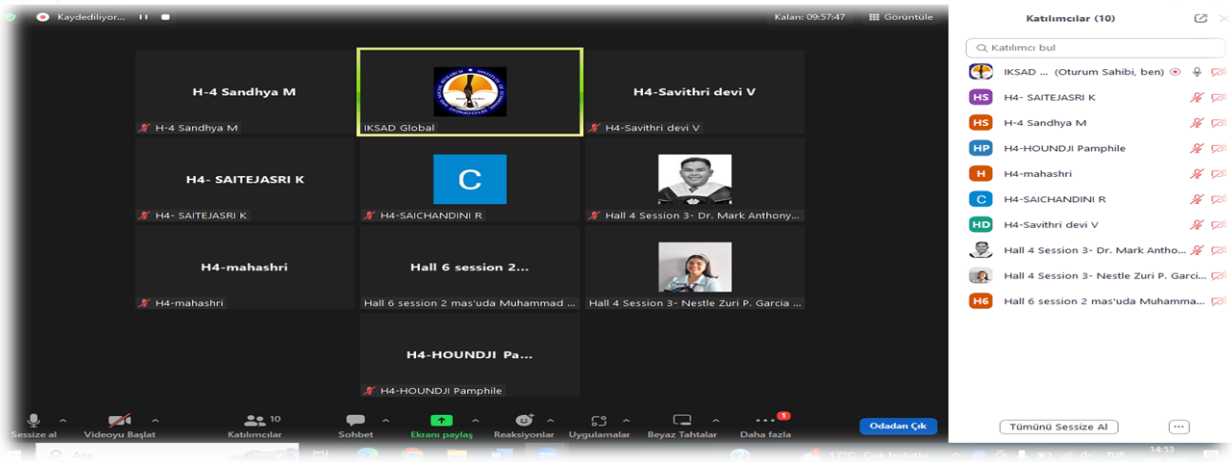 Kaydediliyor...
Kalan: 09:57:47
Görüntüle
H-4 Sandhya M
H-4 Sandhya M
IKSAD Global
H4-Savithri devi V
H4-Savithri devi V
H4- SAITEJASRI K
H4- SAITEJASRI K
C
H4-SAICHANDINI R
Hall 4 Session 3- Dr. Mark Anthony...
H4-mahashri
H4-mahashri
Hall 6 session 2...
Hall 6 session 2 mas'uda Muhammad ...
Hall 4 Session 3- Nestle Zuri P. Garcia ...
H4-HOUNDJI Pa...
H4-HOUNDJI Pamphile
Sessize al
Videoyu Başlat
10
Katılımcılar
Sohbet
Ekranı paylaş
Reaksiyonlar
Uygulamalar
Beyaz Tahtalar
1
Daha fazla
Odadan Çık
Katılımcılar (10)
Katılımcı bul
IKSAD ... (Oturum Sahibi, ben)
HS H4- SAITEJASRI K
HS H-4 Sandhya M
HP H4-HOUNDJI Pamphile
H H4-mahashri
C H4-SAICHANDINI R
HD H4-Savithri devi V
Hall 4 Session 3- Dr. Mark Antho...
Hall 4 Session 3- Nestle Zuri P. Garci...
H6 Hall 6 session 2 mas'uda Muhamma...
Tümünü Sessize Al
Ara
17°C Çok bulutlu
TUR
14:53